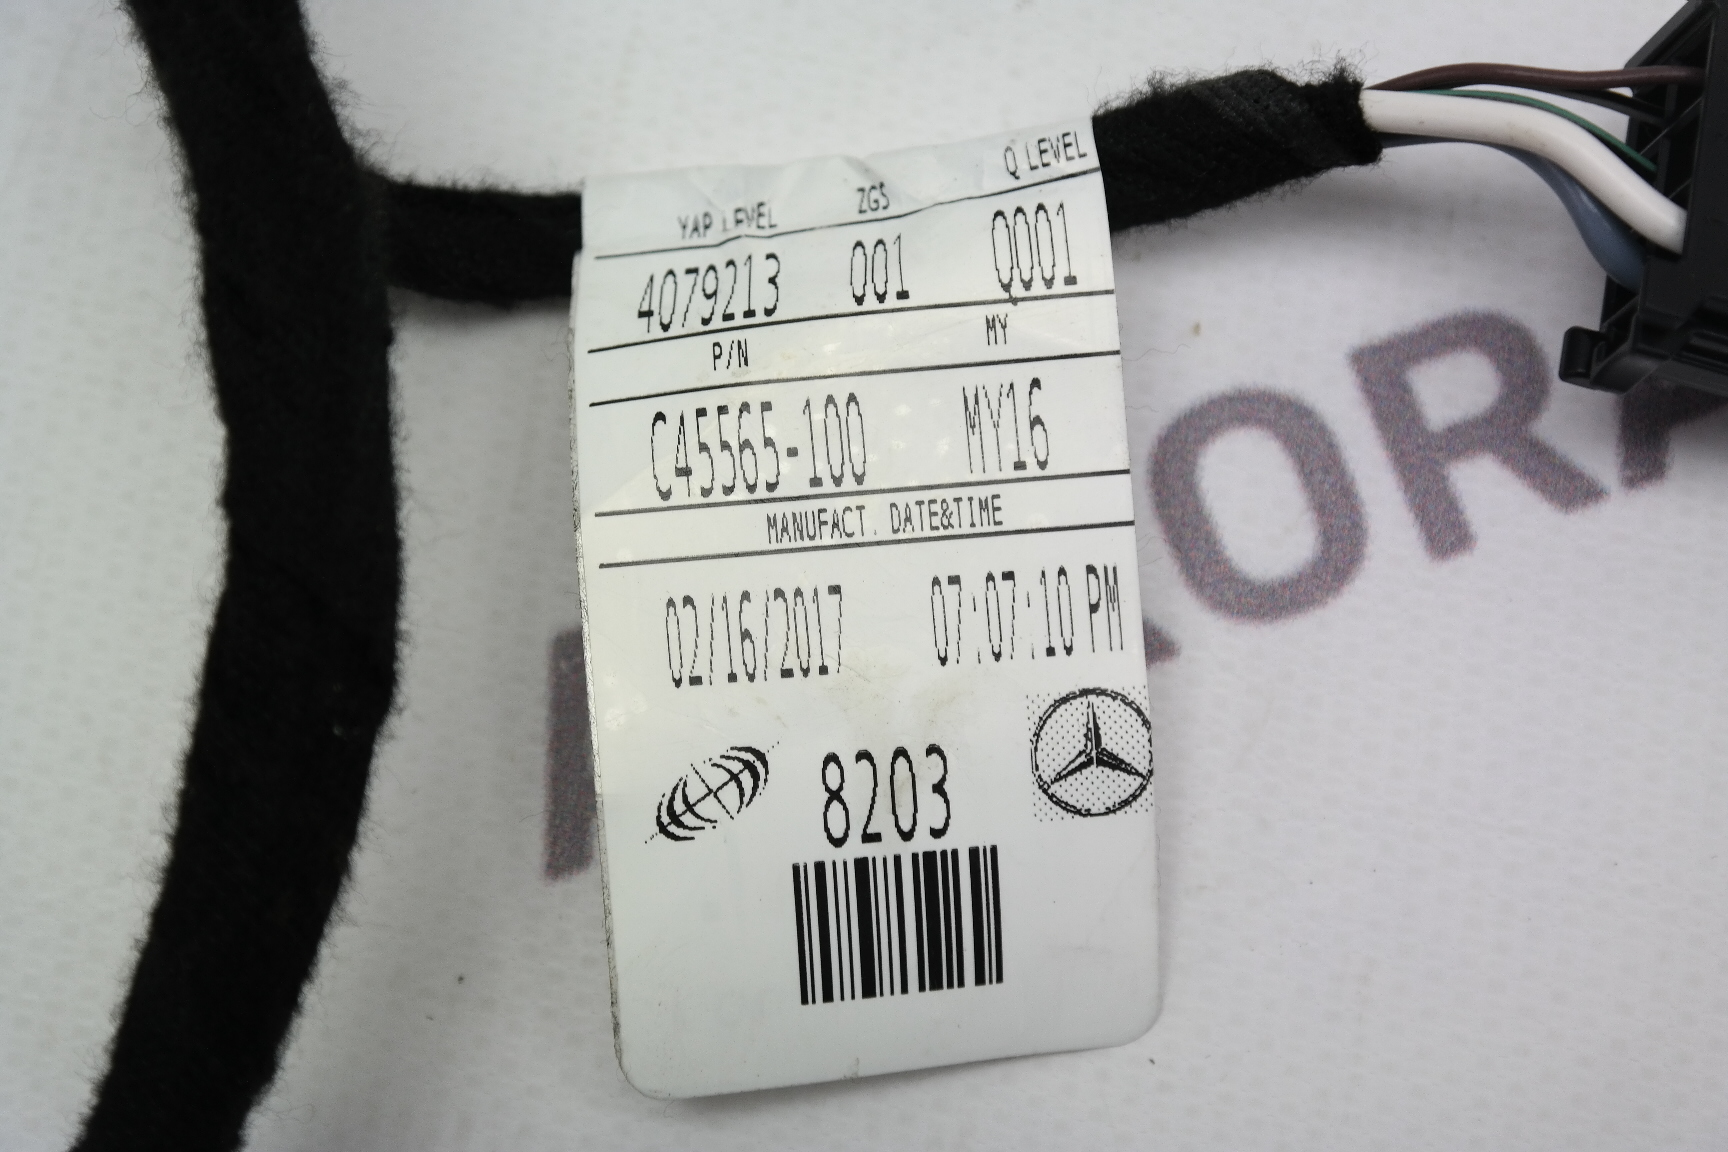 YAP LEVEL ZGS Q LEVEL
4079213 001 Q001
P/N MY
C45565-100 MY16
MANUFACT. DATE&TIME
02/16/2017 07:07:10 PM
8203